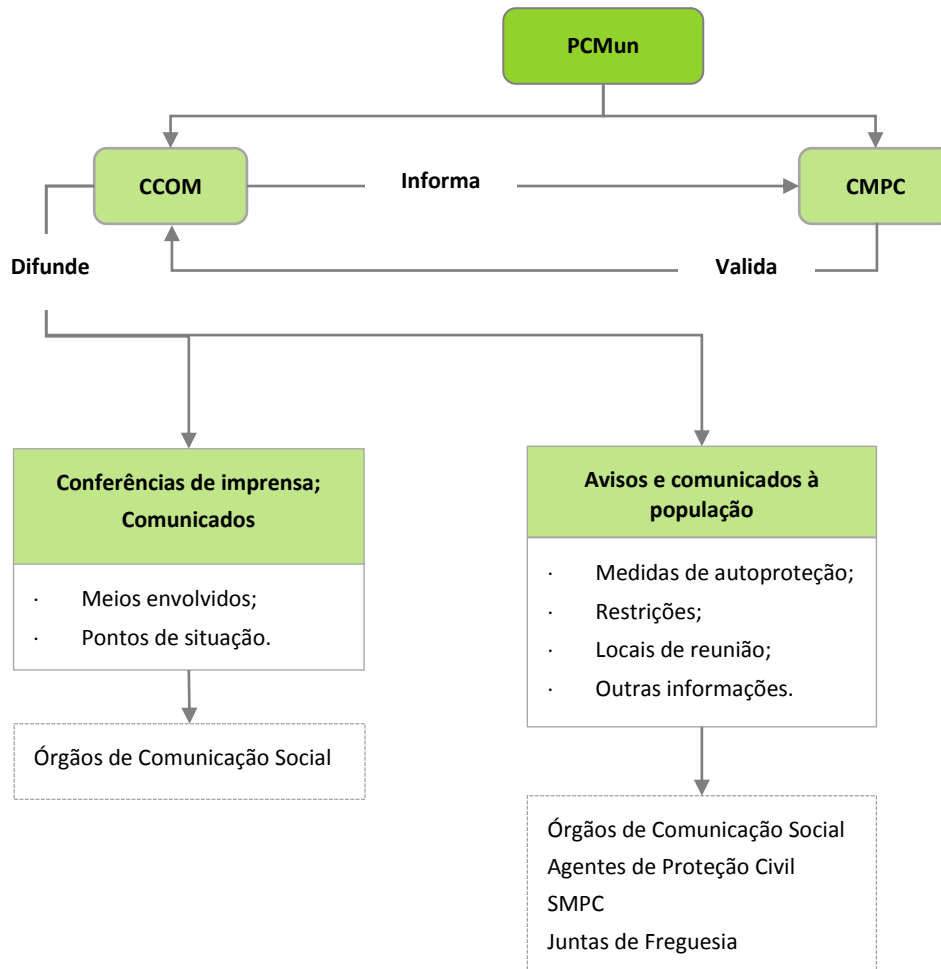 PCMun
CCOM
Informa
CMPC
Difunde
Valida
Conferências de imprensa;
Comunicados
· Meios envolvidos;
· Pontos de situação.
Órgãos de Comunicação Social
Avisos e comunicados à
população
· Medidas de autoproteção;
· Restrições;
· Locais de reunião;
· Outras informações.
Órgãos de Comunicação Social
Agentes de Proteção Civil
SMPC
Juntas de Freguesia